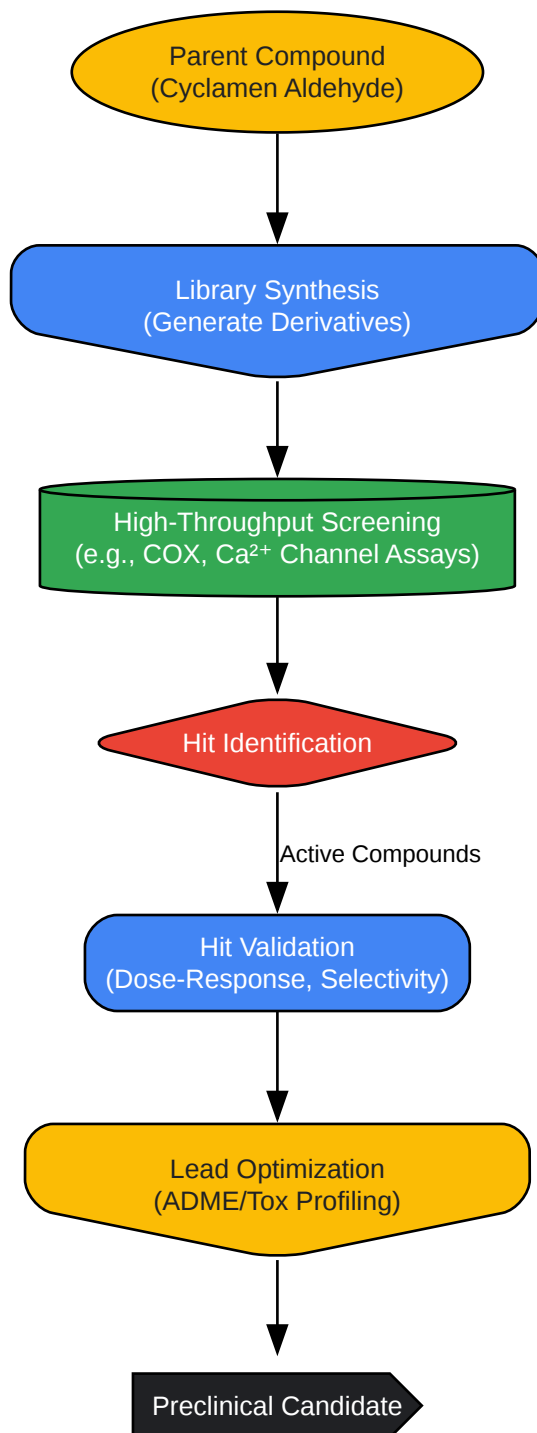 Parent Compound
(Cyclamen Aldehyde)
Library Synthesis
(Generate Derivatives)
High-Throughput Screening
(e.g., COX, Ca²⁺ Channel Assays)
Hit Identification
Active Compounds
Hit Validation
(Dose-Response, Selectivity)
Lead Optimization
(ADME/Tox Profiling)
Preclinical Candidate